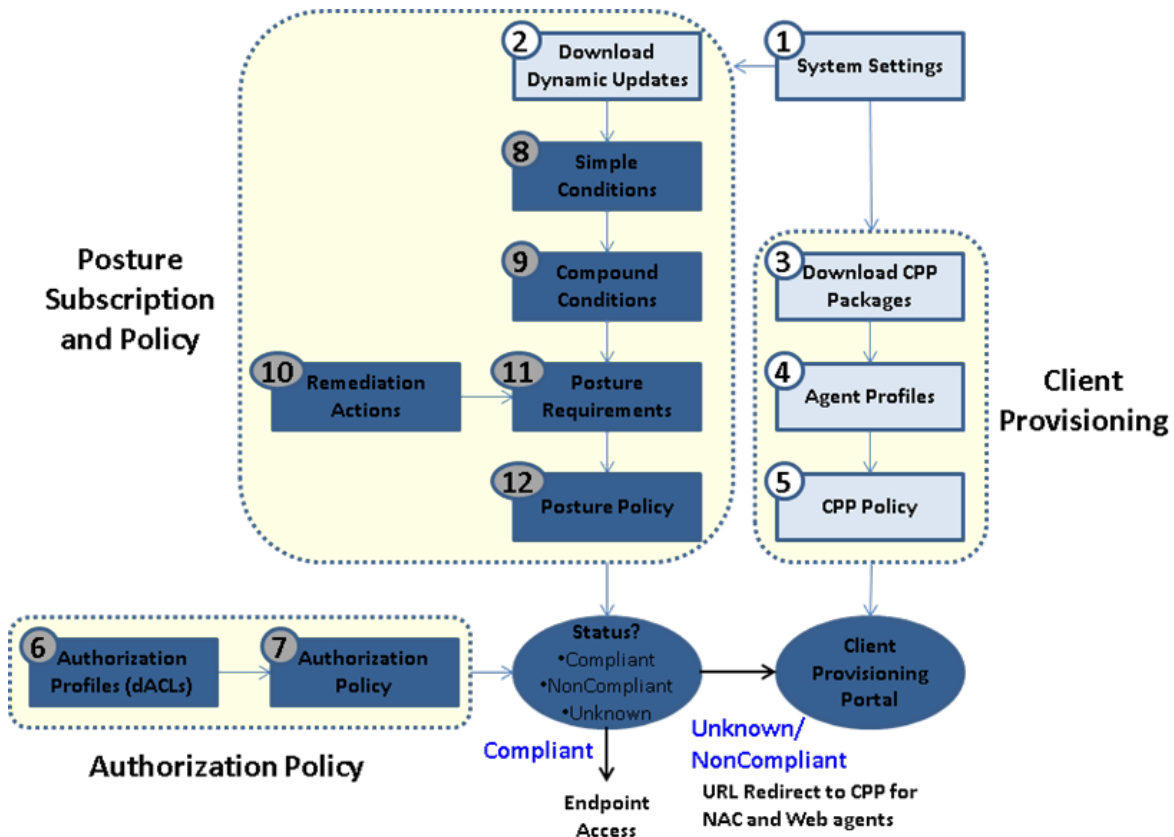 2
Download
Dynamic Updates
1
System Settings
8
Simple
Conditions
9
Compound
Conditions
Posture
Subscription
and Policy
10
Remediation
Actions
11
Posture
Requirements
12
Posture Policy
3
Download CPP
Packages
4
Agent Profiles
5
CPP Policy
Client
Provisioning
6
Authorization
Profiles (dACLs)
7
Authorization
Policy
Authorization Policy
Status?
•Compliant
•NonCompliant
•Unknown
Client
Provisioning
Portal
Compliant
Unknown/
NonCompliant
URL Redirect to CPP for
NAC and Web agents
Endpoint
Access